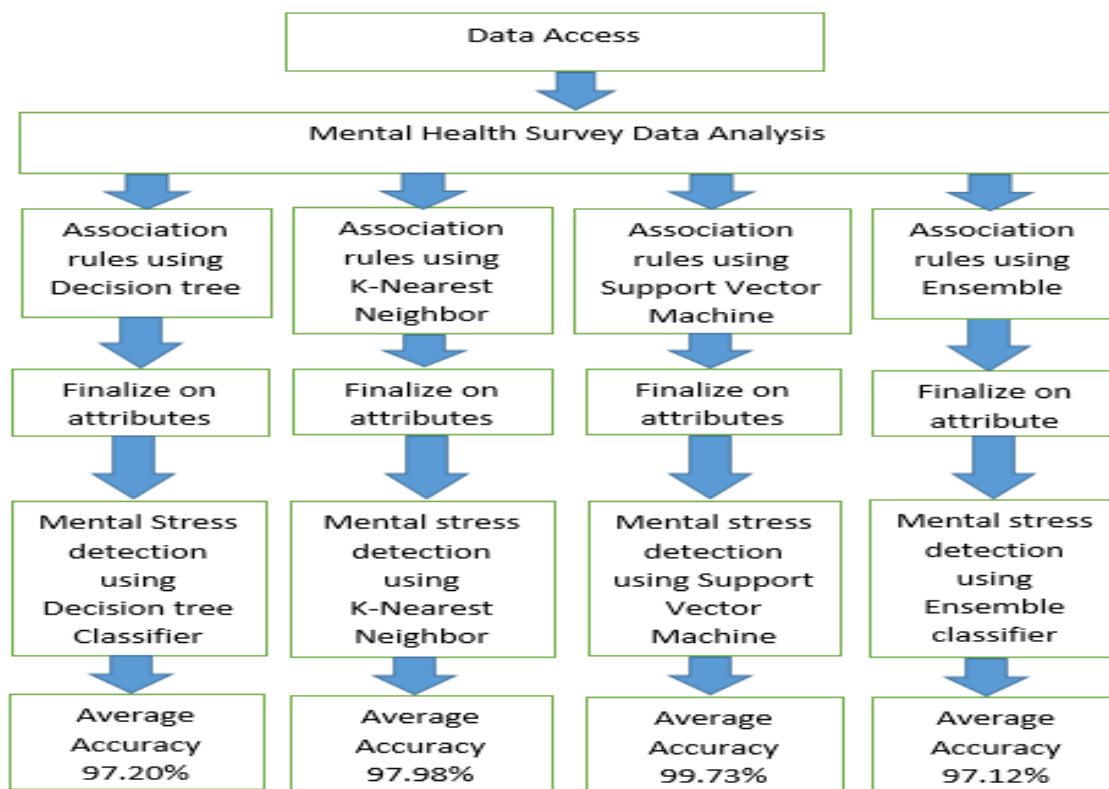 Data Access
Mental Health Survey Data Analysis
Association
rules using
Decision tree
Association
rules using
K-Nearest
Neighbor
Association
rules using
Support Vector
Machine
Association
rules using
Ensemble
Finalize on
attributes
Finalize on
attributes
Finalize on
attributes
Finalize on
attribute
Mental Stress
detection
using
Decision tree
Classifier
Mental stress
detection
using
K-Nearest
Neighbor
Mental stress
detection
using Support
Vector
Machine
Mental stress
detection
using
Ensemble
classifier
Average
Accuracy
97.20%
Average
Accuracy
97.98%
Average
Accuracy
99.73%
Average
Accuracy
97.12%